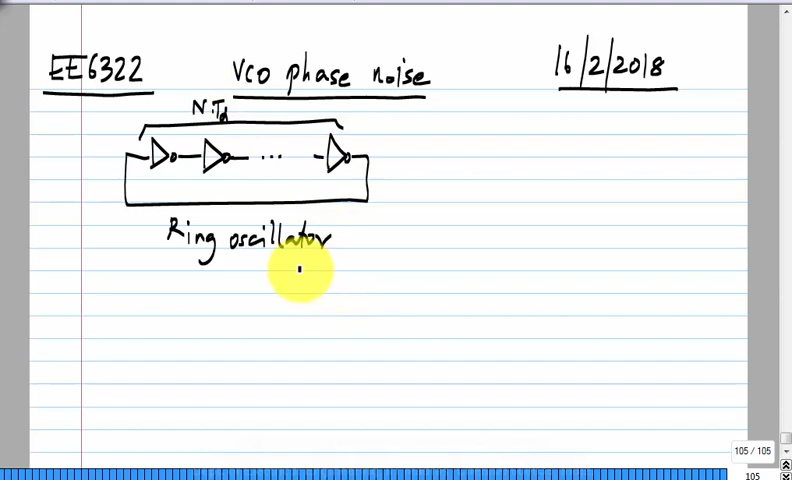 EE6322 VCO phase noise 16/2/2018
N.Td
...
Ring oscillator
105 / 105
105